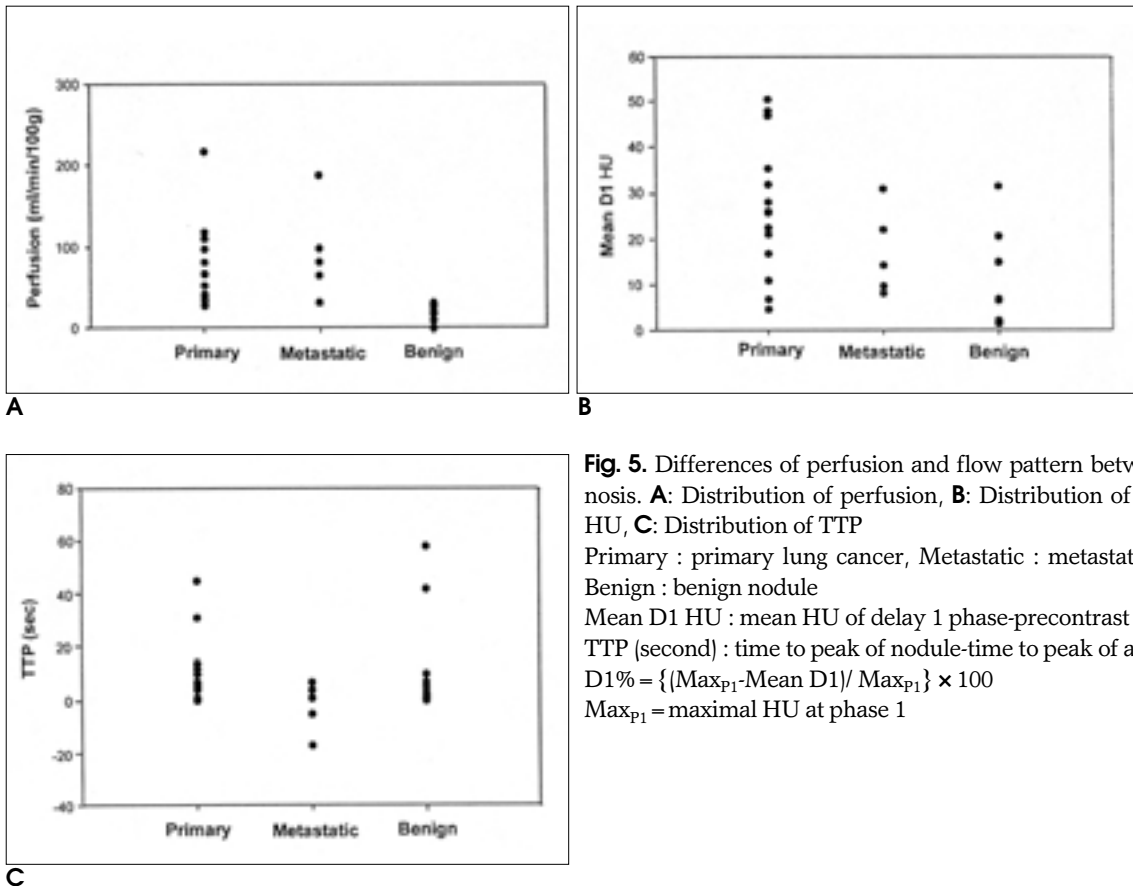 300
200
100
0
Perfusion (ml/min/100g)
Primary Metastatic Benign
A
60
50
40
30
20
10
0
Mean D1 HU
Primary Metastatic Benign
B
80
60
40
20
0
-20
-40
TTP (sec)
Primary Metastatic Benign
C
Fig. 5. Differences of perfusion and flow pattern betw
nosis. A: Distribution of perfusion, B: Distribution of
HU, C: Distribution of TTP
Primary : primary lung cancer, Metastatic : metastat
Benign : benign nodule
Mean D1 HU : mean HU of delay 1 phase-precontrast
TTP (second) : time to peak of nodule-time to peak of a
D1% = {(MaxP1-Mean D1)/ MaxP1} × 100
MaxP1 = maximal HU at phase 1